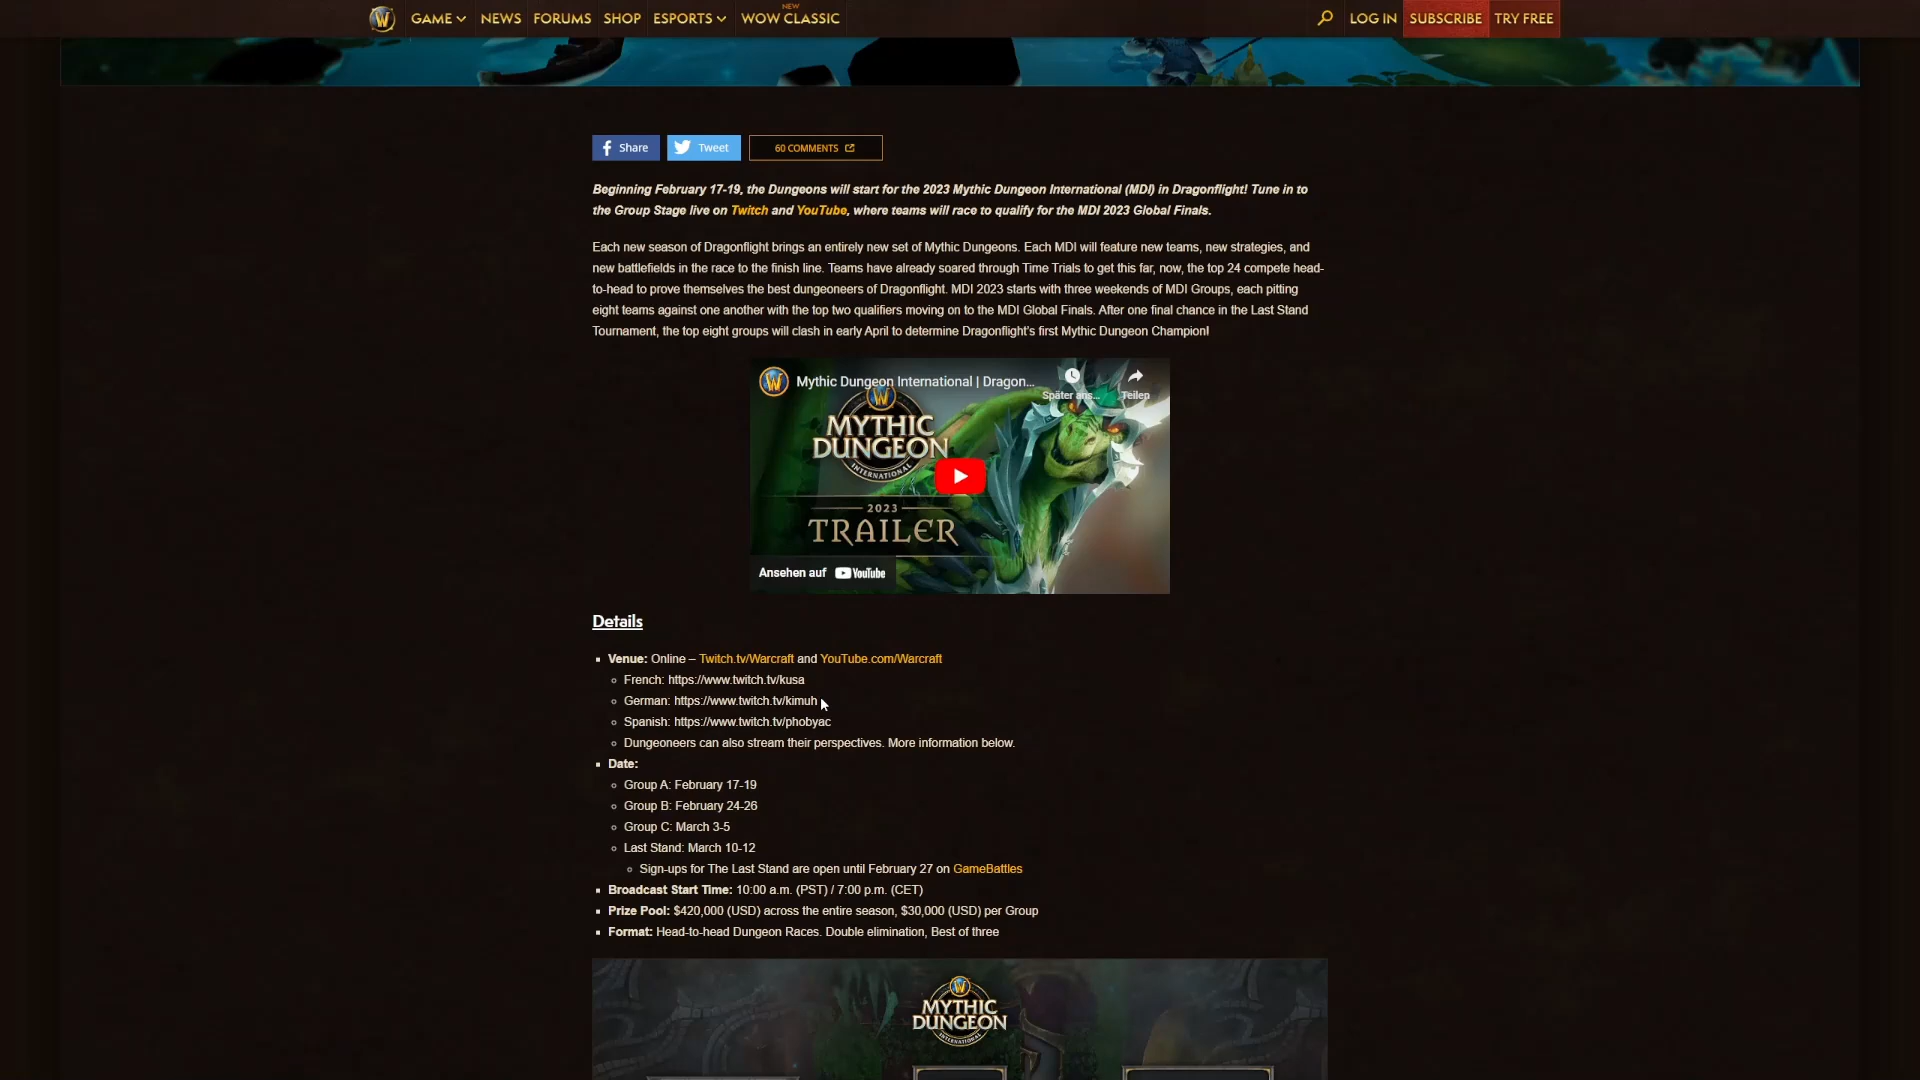 GAME NEWS FORUMS SHOP ESPORTS NEW WOW CLASSIC LOG IN SUBSCRIBE TRY FREE
Share Tweet 60 COMMENTS
Beginning February 17-19, the Dungeons will start for the 2023 Mythic Dungeon International (MDI) in Dragonflight! Tune in to
the Group Stage live on Twitch and YouTube, where teams will race to qualify for the MDI 2023 Global Finals.
Each new season of Dragonflight brings an entirely new set of Mythic Dungeons. Each MDI will feature new teams, new strategies, and
new battlefields in the race to the finish line. Teams have already soared through Time Trials to get this far, now, the top 24 compete head-
to-head to prove themselves the best dungeoneers of Dragonflight. MDI 2023 starts with three weekends of MDI Groups, each pitting
eight teams against one another with the top two qualifiers moving on to the MDI Global Finals. After one final chance in the Last Stand
Tournament, the top eight groups will clash in early April to determine Dragonflight's first Mythic Dungeon Champion!
Mythic Dungeon International | Dragon...
Später ans... Teilen
MYTHIC
DUNGEON
INTERNATIONAL
2023
TRAILER
Ansehen auf YouTube
Details
Venue: Online – Twitch.tv/Warcraft and YouTube.com/Warcraft
French: https://www.twitch.tv/kusa
German: https://www.twitch.tv/kimuh
Spanish: https://www.twitch.tv/phobyac
Dungeoneers can also stream their perspectives. More information below.
Date:
Group A: February 17-19
Group B: February 24-26
Group C: March 3-5
Last Stand: March 10-12
Sign-ups for The Last Stand are open until February 27 on GameBattles
Broadcast Start Time: 10:00 a.m. (PST) / 7:00 p.m. (CET)
Prize Pool: $420,000 (USD) across the entire season, $30,000 (USD) per Group
Format: Head-to-head Dungeon Races. Double elimination, Best of three
MYTHIC
DUNGEON
INTERNATIONAL